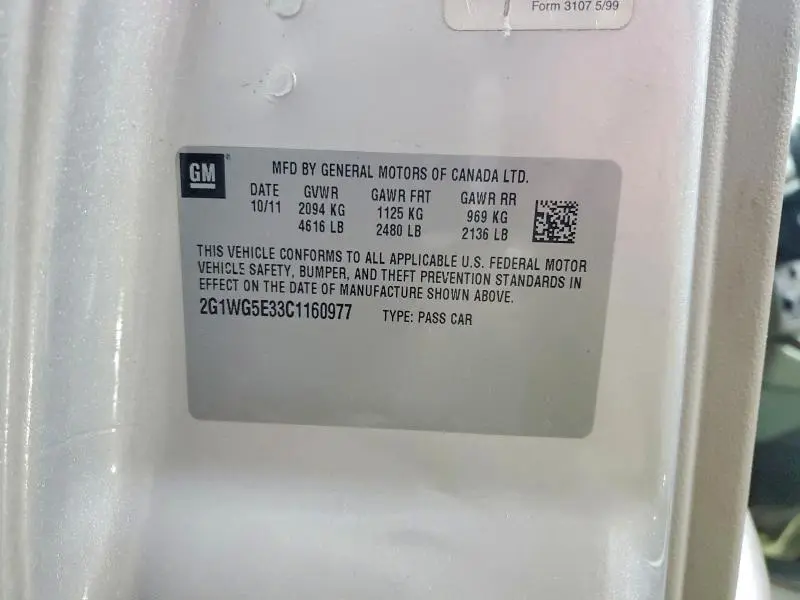 Form 3107 5/99
GM
MFD BY GENERAL MOTORS OF CANADA LTD.
DATE GVWR GAWR FRT GAWR RR
10/11 2094 KG 1125 KG 969 KG
4616 LB 2480 LB 2136 LB
THIS VEHICLE CONFORMS TO ALL APPLICABLE U.S. FEDERAL MOTOR
VEHICLE SAFETY, BUMPER, AND THEFT PREVENTION STANDARDS IN
EFFECT ON THE DATE OF MANUFACTURE SHOWN ABOVE.
2G1WG5E33C1160977 TYPE: PASS CAR